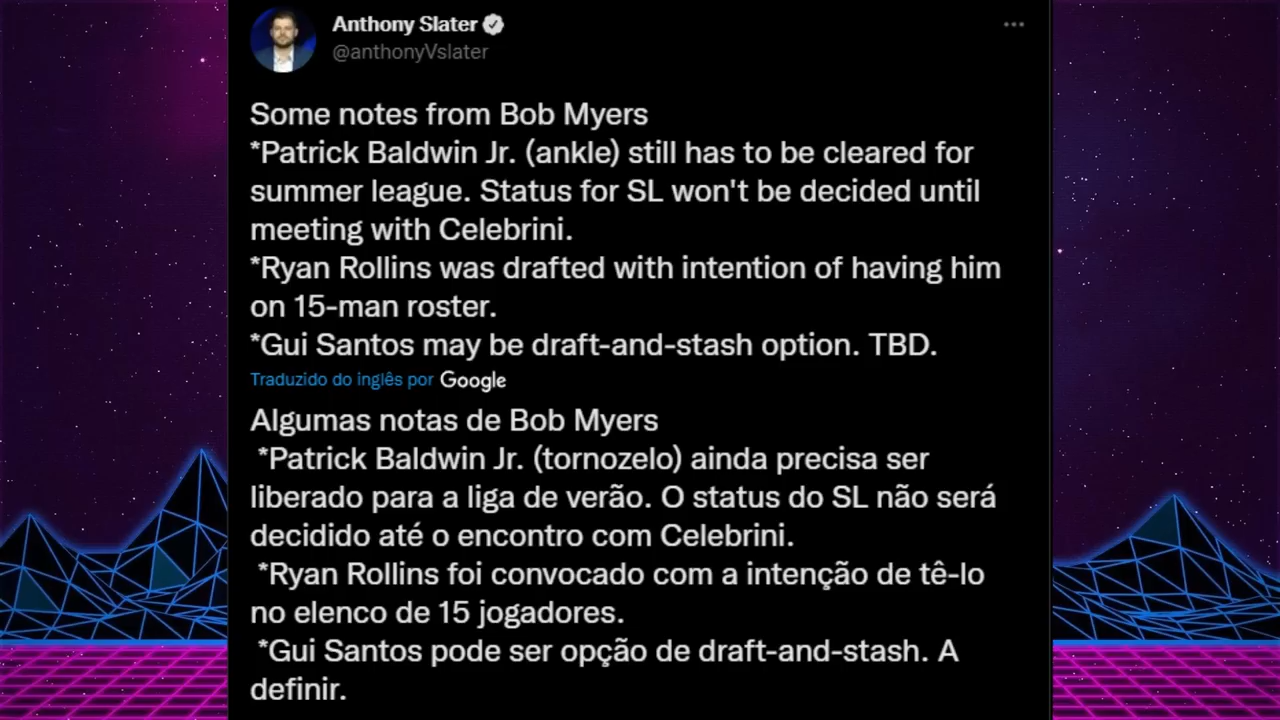 Anthony Slater
@anthonyVslater
Some notes from Bob Myers
*Patrick Baldwin Jr. (ankle) still has to be cleared for
summer league. Status for SL won't be decided until
meeting with Celebrini.
*Ryan Rollins was drafted with intention of having him
on 15-man roster.
*Gui Santos may be draft-and-stash option. TBD.
Traduzido do inglês por Google
Algumas notas de Bob Myers
*Patrick Baldwin Jr. (tornozelo) ainda precisa ser
liberado para a liga de verão. O status do SL não será
decidido até o encontro com Celebrini.
*Ryan Rollins foi convocado com a intenção de tê-lo
no elenco de 15 jogadores.
*Gui Santos pode ser opção de draft-and-stash. A
definir.